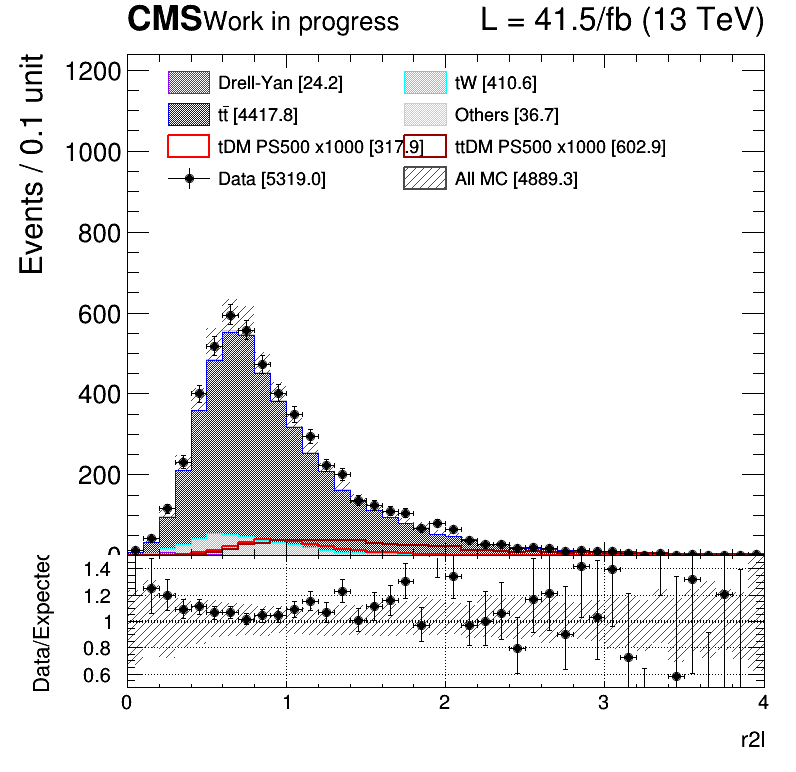 CMS Work in progress L = 41.5/fb (13 TeV)
Events / 0.1 unit
1200
1000
800
600
400
200
0
Drell-Yan [24.2] tW [410.6]
tt̄ [4417.8] Others [36.7]
tDM PS500 x1000 [317.9] ttDM PS500 x1000 [602.9]
Data [5319.0] All MC [4889.3]
Data/Expected
1.4
1.2
1
0.8
0.6
0 1 2 3 4
r2l